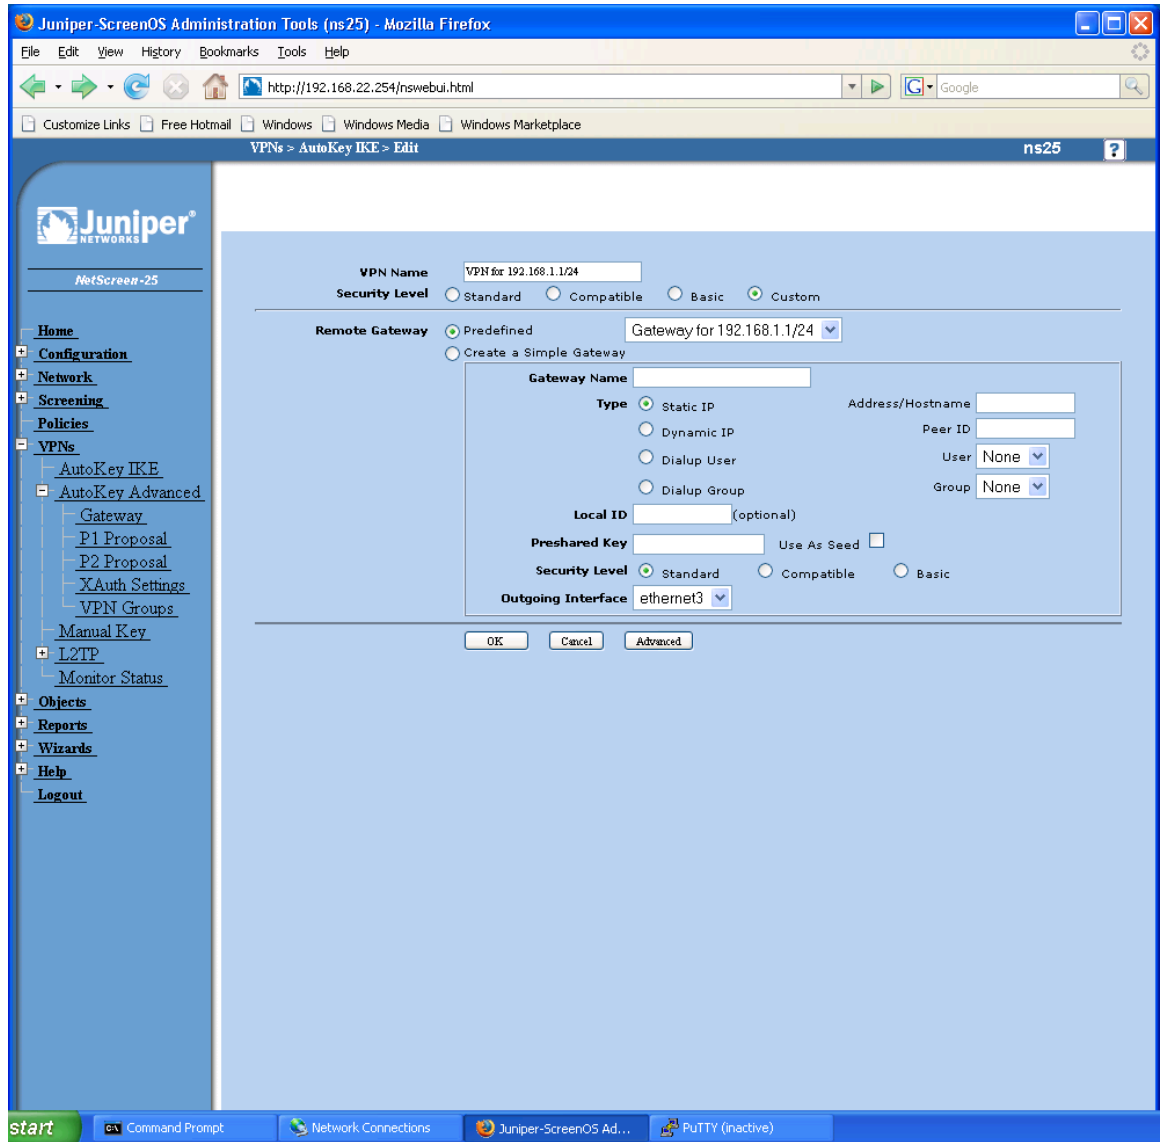 Juniper-ScreenOS Administration Tools (ns25) - Mozilla Firefox
File Edit View History Bookmarks Tools Help
http://192.168.22.254/nswebui.html
G Google
Customize Links Free Hotmail Windows Windows Media Windows Marketplace
VPNs > AutoKey IKE > Edit ns25 ?
Juniper®
NETWORKS
NetScreen-25
Home
Configuration
Network
Screening
Policies
VPNs
AutoKey IKE
AutoKey Advanced
Gateway
P1 Proposal
P2 Proposal
XAuth Settings
VPN Groups
Manual Key
L2TP
Monitor Status
Objects
Reports
Wizards
Help
Logout
VPN Name VPN for 192.168.1.1/24
Security Level Standard Compatible Basic Custom
Remote Gateway Predefined Gateway for 192.168.1.1/24
Create a Simple Gateway
Gateway Name
Type Static IP Address/Hostname
Dynamic IP Peer ID
Dialup User User None
Dialup Group Group None
Local ID (optional)
Preshared Key Use As Seed
Security Level Standard Compatible Basic
Outgoing Interface ethernet3
OK Cancel Advanced
start Command Prompt Network Connections Juniper-ScreenOS Ad... PuTTY (inactive)